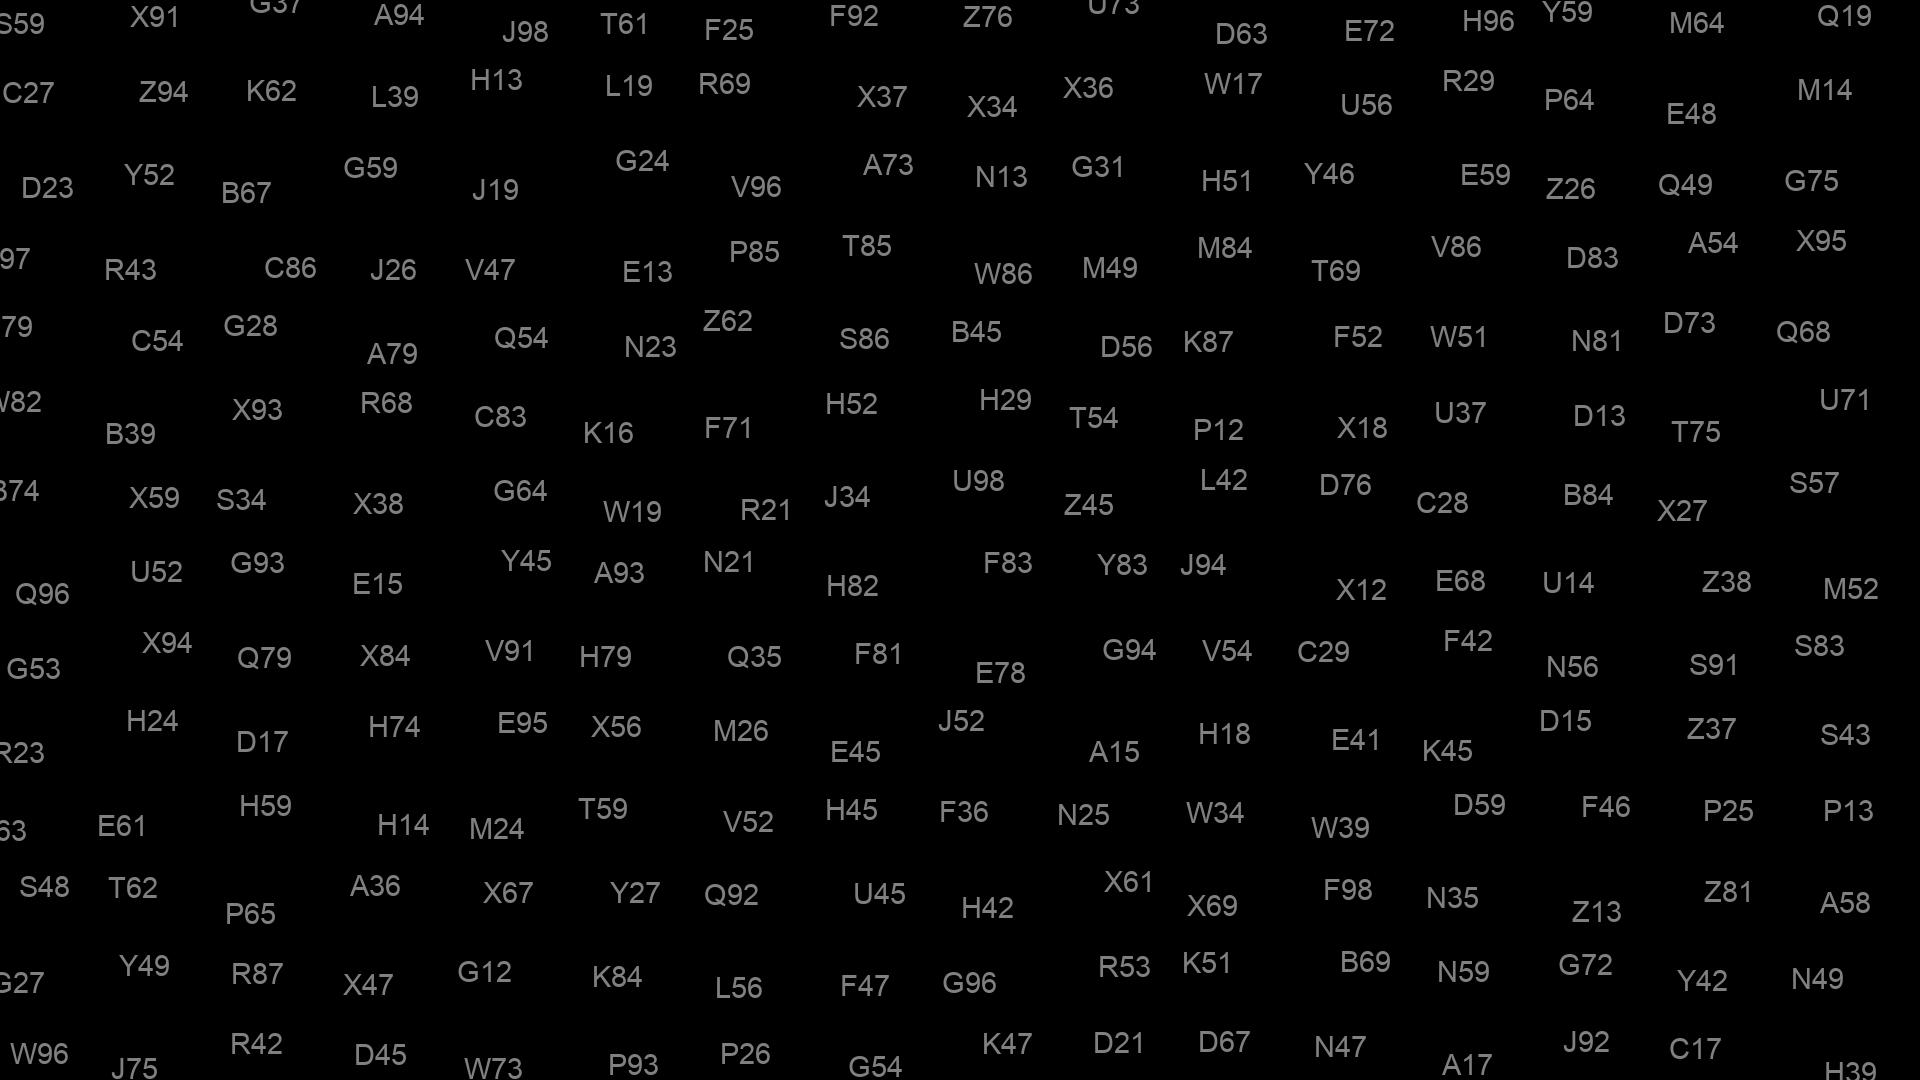 S59 X91 G37 A94 J98 T61 F25 F92 Z76 U73 D63 E72 H96 Y59 M64 Q19
C27 Z94 K62 L39 H13 L19 R69 X37 X34 X36 W17 U56 R29 P64 E48 M14
D23 Y52 B67 G59 J19 G24 V96 A73 N13 G31 H51 Y46 E59 Z26 Q49 G75
97 R43 C86 J26 V47 E13 P85 T85 W86 M49 M84 T69 V86 D83 A54 X95
79 C54 G28 A79 Q54 N23 Z62 S86 B45 D56 K87 F52 W51 N81 D73 Q68
W82 B39 X93 R68 C83 K16 F71 H52 H29 T54 P12 X18 U37 D13 T75 U71
B74 X59 S34 X38 G64 W19 R21 J34 U98 Z45 L42 D76 C28 B84 X27 S57
Q96 U52 G93 E15 Y45 A93 N21 H82 F83 Y83 J94 X12 E68 U14 Z38 M52
G53 X94 Q79 X84 V91 H79 Q35 F81 E78 G94 V54 C29 F42 N56 S91 S83
R23 H24 D17 H74 E95 X56 M26 E45 J52 A15 H18 E41 K45 D15 Z37 S43
63 E61 H59 H14 M24 T59 V52 H45 F36 N25 W34 W39 D59 F46 P25 P13
S48 T62 P65 A36 X67 Y27 Q92 U45 H42 X61 X69 F98 N35 Z13 Z81 A58
G27 Y49 R87 X47 G12 K84 L56 F47 G96 R53 K51 B69 N59 G72 Y42 N49
W96 J75 R42 D45 W73 P93 P26 G54 K47 D21 D67 N47 A17 J92 C17 H39